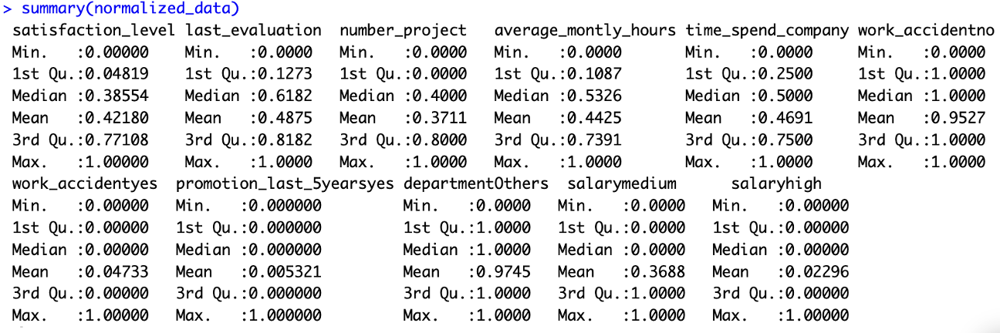 > summary(normalized_data)
satisfaction_level last_evaluation number_project average_montly_hours time_spend_company work_accidentno
Min. :0.00000 Min. :0.0000 Min. :0.0000 Min. :0.0000 Min. :0.0000 Min. :0.0000
1st Qu.:0.04819 1st Qu.:0.1273 1st Qu.:0.0000 1st Qu.:0.1087 1st Qu.:0.2500 1st Qu.:1.0000
Median :0.38554 Median :0.6182 Median :0.4000 Median :0.5326 Median :0.5000 Median :1.0000
Mean :0.42180 Mean :0.4875 Mean :0.3711 Mean :0.4425 Mean :0.4691 Mean :0.9527
3rd Qu.:0.77108 3rd Qu.:0.8182 3rd Qu.:0.8000 3rd Qu.:0.7391 3rd Qu.:0.7500 3rd Qu.:1.0000
Max. :1.00000 Max. :1.0000 Max. :1.0000 Max. :1.0000 Max. :1.0000 Max. :1.0000
work_accidentyes promotion_last_5yearsyes departmentOthers salarymedium salaryhigh
Min. :0.00000 Min. :0.000000 Min. :0.0000 Min. :0.0000 Min. :0.00000
1st Qu.:0.00000 1st Qu.:0.000000 1st Qu.:1.0000 1st Qu.:0.0000 1st Qu.:0.00000
Median :0.00000 Median :0.000000 Median :1.0000 Median :0.0000 Median :0.00000
Mean :0.04733 Mean :0.005321 Mean :0.9745 Mean :0.3688 Mean :0.02296
3rd Qu.:0.00000 3rd Qu.:0.000000 3rd Qu.:1.0000 3rd Qu.:1.0000 3rd Qu.:0.00000
Max. :1.00000 Max. :1.000000 Max. :1.0000 Max. :1.0000 Max. :1.00000